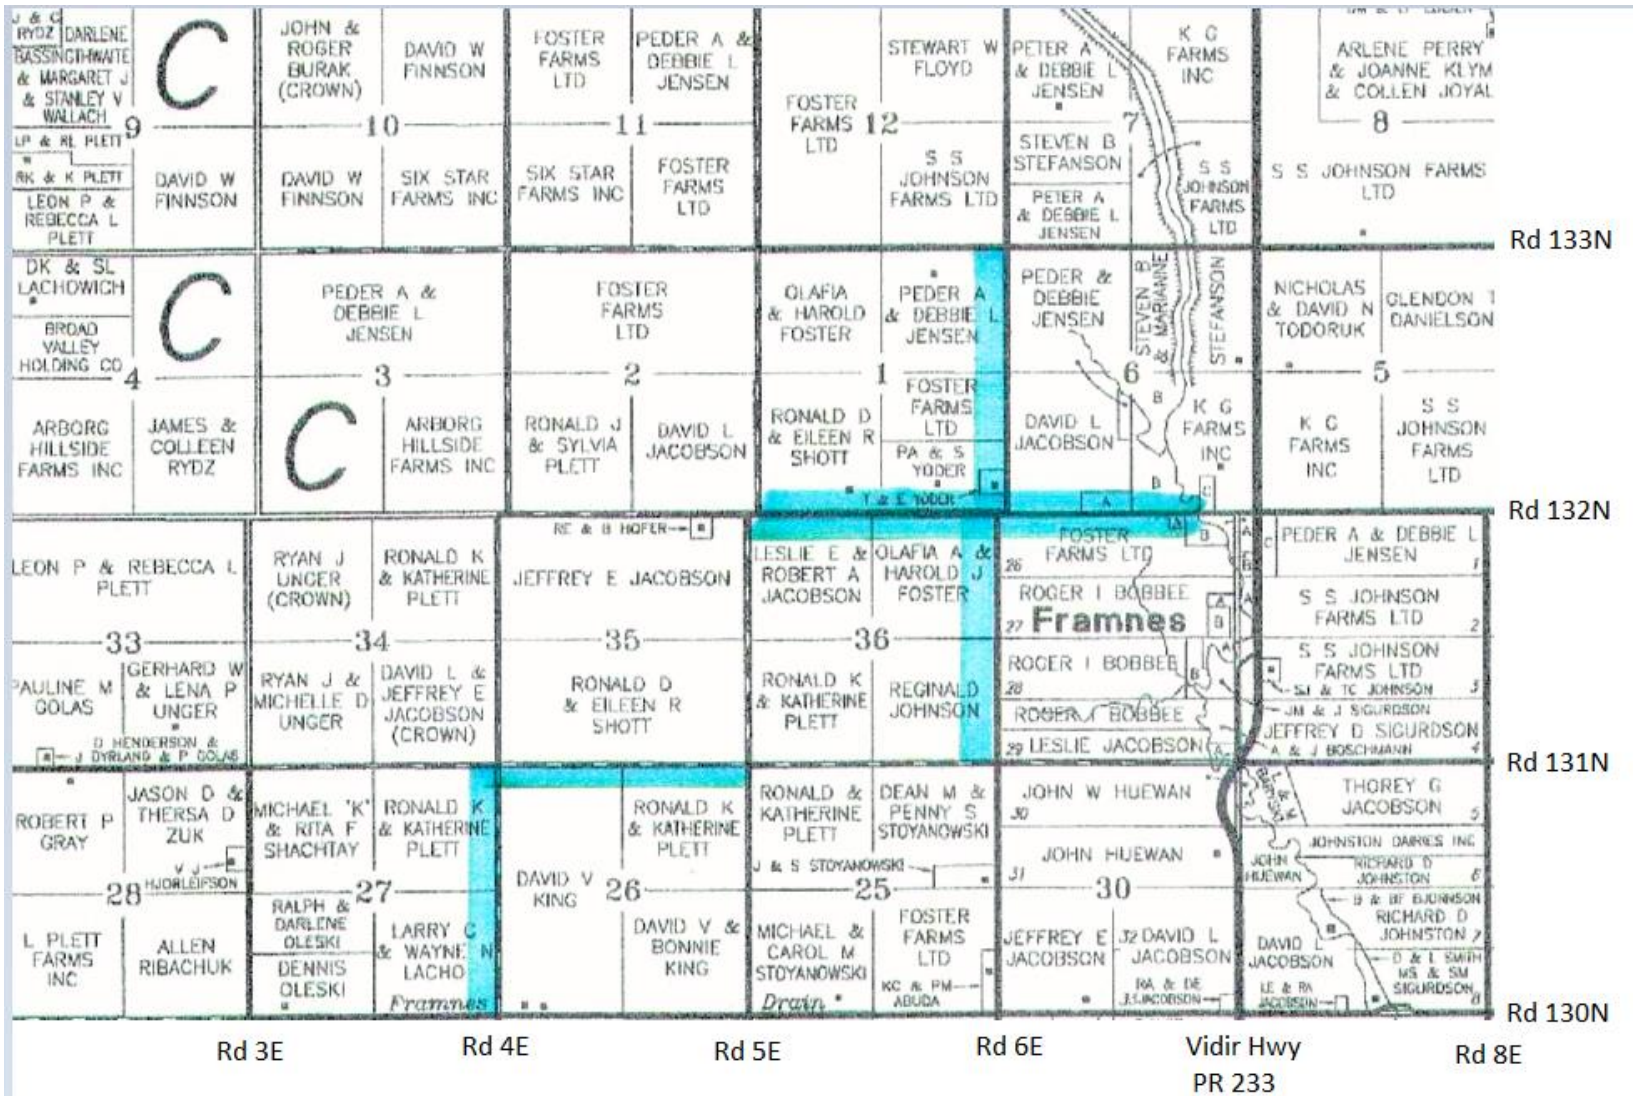 J & C
RYDZ
DARLENE
BASSINGTHWAITE
& MARGARET J
& STANLEY V
WALLACH
9
LP & RL PLETT
RK & K PLETT
LEON P &
REBECCA L
PLETT
C
DAVID W
FINNSON
JOHN &
ROGER
BURAK
(CROWN)
DAVID W
FINNSON
10
DAVID W
FINNSON
SIX STAR
FARMS INC
FOSTER
FARMS
LTD
PEDER A &
DEBBIE L
JENSEN
11
SIX STAR
FARMS INC
FOSTER
FARMS
LTD
FOSTER
FARMS
LTD
12
STEWART W
FLOYD
S S
JOHNSON
FARMS LTD
PETER A
& DEBBIE L
JENSEN
K G
FARMS
INC
7
STEVEN B
STEFANSON
PETER A
& DEBBIE L
JENSEN
S S
JOHNSON
FARMS
LTD
ARLENE PERRY
& JOANNE KLYM
& COLLEN JOYAL
8
S S JOHNSON FARMS
LTD
Rd 133N
DK & SL
LACHOWICH
BROAD
VALLEY
HOLDING CO
4
C
ARBORG
HILLSIDE
FARMS INC
JAMES &
COLLEEN
RYDZ
PEDER A &
DEBBIE L
JENSEN
3
C
ARBORG
HILLSIDE
FARMS INC
FOSTER
FARMS
LTD
2
RONALD J
& SYLVIA
PLETT
DAVID L
JACOBSON
OLAFIA
& HAROLD
FOSTER
PEDER A
& DEBBIE L
JENSEN
1
RONALD D
& EILEEN R
SHOTT
FOSTER
FARMS
LTD
PA & S
YODER
T & E YODER
PEDER &
DEBBIE
JENSEN
STEVEN B
& MARIANNE
STEFANSON
6
B
DAVID L
JACOBSON
K G
FARMS
INC
B
A
C
NICHOLAS
& DAVID N
TODORUK
GLENDON T
DANIELSON
5
K G
FARMS
INC
S S
JOHNSON
FARMS
LTD
Rd 132N
LEON P & REBECCA L
PLETT
33
PAULINE M
GOLAS
GERHARD W
& LENA P
UNGER
D HENDERSON &
J DYRLAND & P GOLAS
RYAN J
UNGER
(CROWN)
RONALD K
& KATHERINE
PLETT
34
RYAN J &
MICHELLE D
UNGER
DAVID L &
JEFFREY E
JACOBSON
(CROWN)
RE & B HOFER
JEFFREY E JACOBSON
35
RONALD D
& EILEEN R
SHOTT
LESLIE E &
ROBERT A
JACOBSON
OLAFIA A &
HAROLD J
FOSTER
36
RONALD K
& KATHERINE
PLETT
REGINALD
JOHNSON
FOSTER
FARMS LTD
26
A
B
ROGER I BOBBEE
27 Framnes
A
B
ROGER I BOBBEE
28
B
ROGER I BOBBEE
29 LESLIE JACOBSON
A
A
B
C
PEDER A & DEBBIE L
JENSEN
1
S S JOHNSON
FARMS LTD
2
S S JOHNSON
FARMS LTD
SJ & TC JOHNSON
3
JM & J SIGURDSON
JEFFREY D SIGURDSON
A & J BOSCHMANN
4
Rd 131N
ROBERT P
GRAY
JASON D &
THERSA D
ZUK
V J
HJORLEIFSON
28
L PLETT
FARMS
INC
ALLEN
RIBACHUK
MICHAEL 'K'
& RITA F
SHACHTAY
RONALD K
& KATHERINE
PLETT
27
RALPH &
DARLENE
OLESKI
DENNIS
OLESKI
LARRY C
& WAYNE N
LACHO
Framnes
DAVID V
KING
RONALD K
& KATHERINE
PLETT
26
DAVID V &
BONNIE
KING
RONALD &
KATHERINE
PLETT
DEAN M &
PENNY S
STOYANOWSKI
J & S STOYANOWSKI
25
MICHAEL &
CAROL M
STOYANOWSKI
Drain
FOSTER
FARMS
LTD
KC & PM
ABUDA
JOHN W HUEWAN
30
JOHN HUEWAN
31
30
JEFFREY E
JACOBSON
32 DAVID L
JACOBSON
RA & DE
JACOBSON
L & M
THOREY G
JACOBSON
5
JOHNSTON DAIRIES INC
JOHN
HUEWAN
RICHARD D
JOHNSTON
6
B & BF BJORNSON
RICHARD D
JOHNSTON 7
DAVID L
JACOBSON
D & L SMITH
MS & SM
SIGURDSON
8
LE & RA
JACOBSON
Rd 130N
Rd 3E
Rd 4E
Rd 5E
Rd 6E
Vidir Hwy
PR 233
Rd 8E